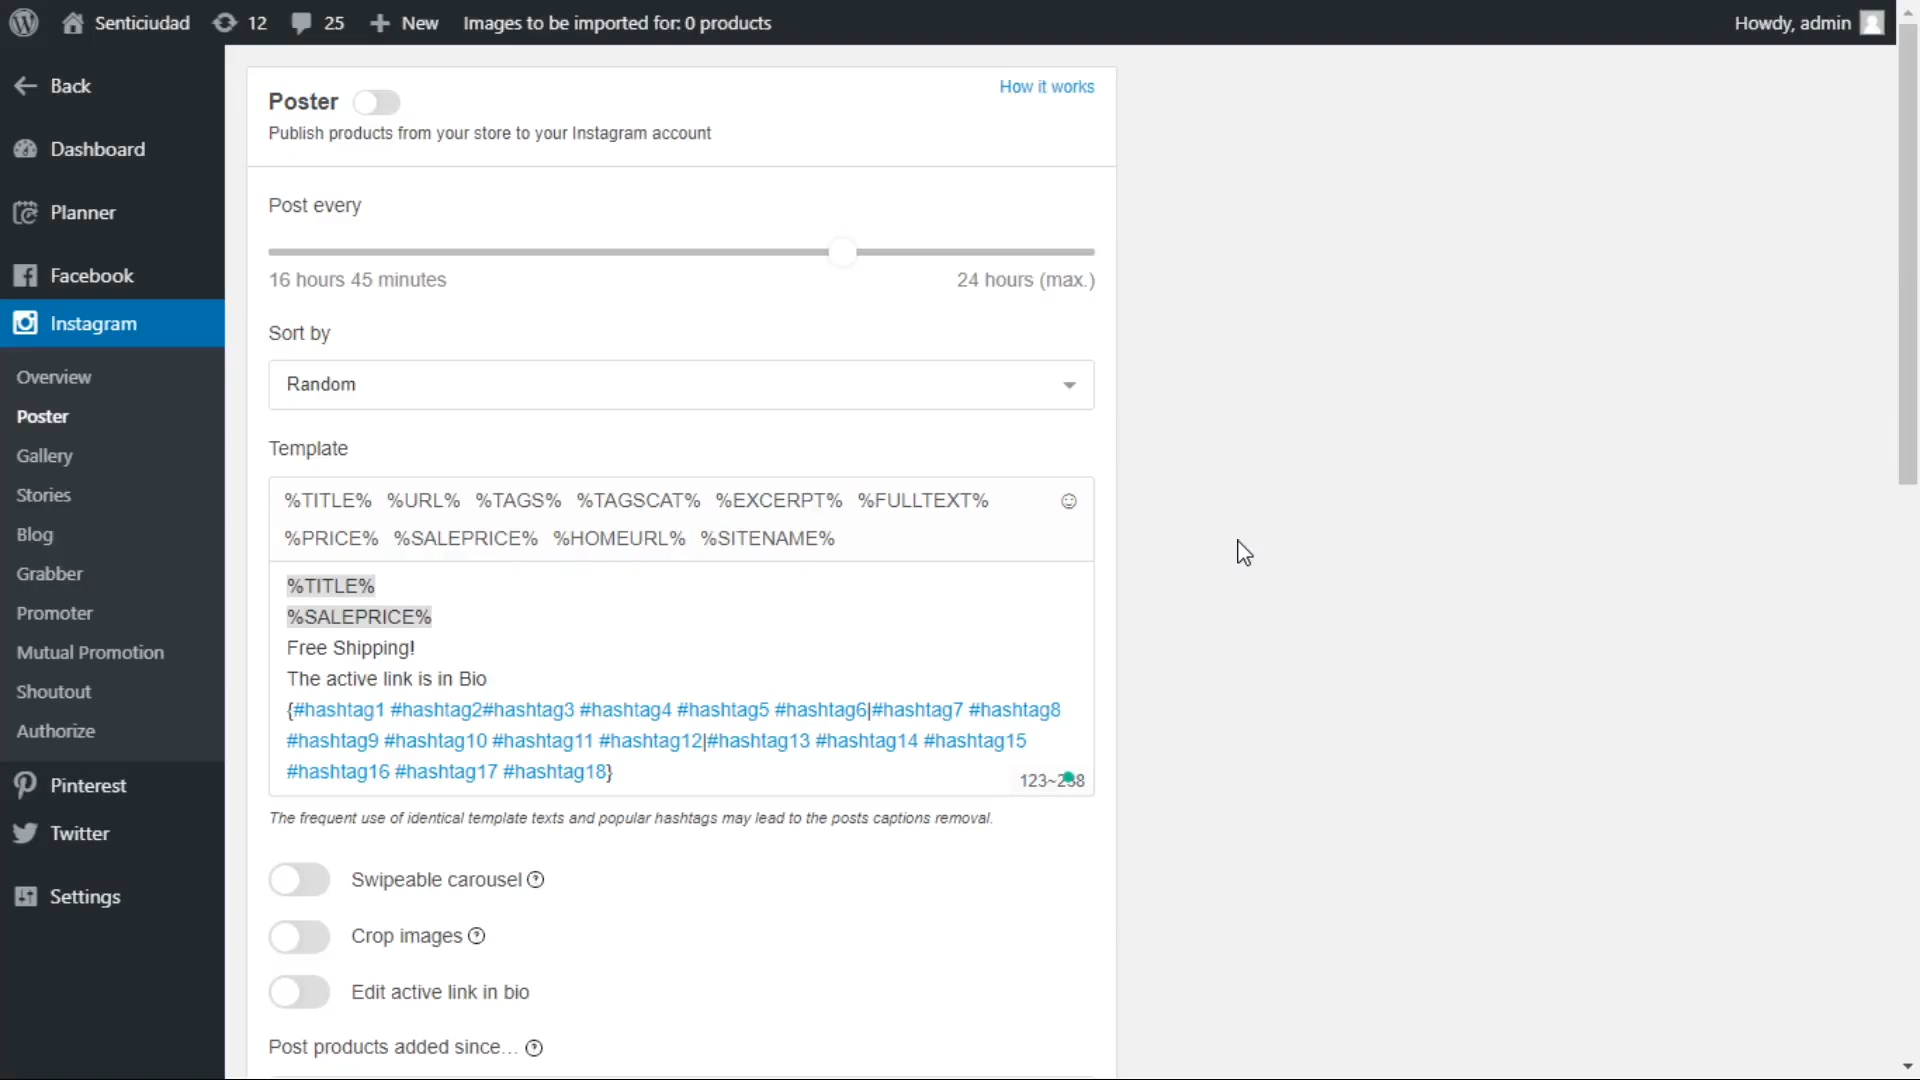 Senticiudad 12 25 New Images to be imported for: 0 products Howdy, admin
Back
Dashboard
Planner
Facebook
Instagram
Overview
Poster
Gallery
Stories
Blog
Grabber
Promoter
Mutual Promotion
Shoutout
Authorize
Pinterest
Twitter
Settings
Poster
How it works
Publish products from your store to your Instagram account
Post every
16 hours 45 minutes 24 hours (max.)
Sort by
Random
Template
%TITLE% %URL% %TAGS% %TAGSCAT% %EXCERPT% %FULLTEXT%
%PRICE% %SALEPRICE% %HOMEURL% %SITENAME%
%TITLE%
%SALEPRICE%
Free Shipping!
The active link is in Bio
{#hashtag1 #hashtag2#hashtag3 #hashtag4 #hashtag5 #hashtag6|#hashtag7 #hashtag8
#hashtag9 #hashtag10 #hashtag11 #hashtag12|#hashtag13 #hashtag14 #hashtag15
#hashtag16 #hashtag17 #hashtag18}
The frequent use of identical template texts and popular hashtags may lead to the posts captions removal.
Swipeable carousel
Crop images
Edit active link in bio
Post products added since...